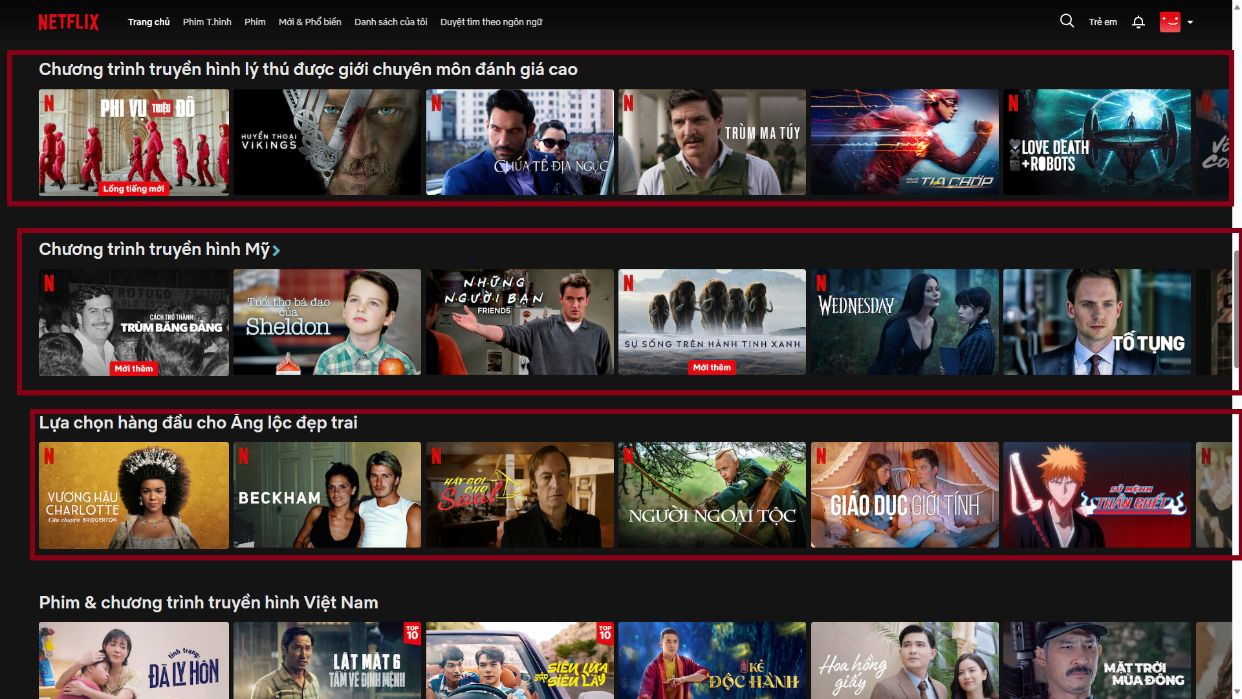 NETFLIX
Trang chủ
Phim T.hình
Phim
Mới & Phổ biến
Danh sách của tôi
Duyệt tìm theo ngôn ngữ
Trẻ em
Chương trình truyền hình lý thú được giới chuyên môn đánh giá cao
PHI VỤ TRIỆU ĐÔ
Lồng tiếng mới
HUYỀN THOẠI
VIKINGS
CHÚA TỂ ĐỊA NGỤC
TRÙM MA TÚY
TIA CHỚP
LOVE DEATH
+ROBOTS
Chương trình truyền hình Mỹ
CÁCH TRỞ THÀNH
TRÙM BĂNG ĐẢNG
Mới thêm
Tuổi thơ bá đạo
của
Sheldon
NHỮNG
NGƯỜI BẠN
FRIENDS
SỰ SỐNG TRÊN HÀNH TINH XANH
Mới thêm
WEDNESDAY
TỐ TỤNG
Lựa chọn hàng đầu cho Ăng lộc đẹp trai
VƯƠNG HẬU
CHARLOTTE
Câu chuyện BRIDGERTON
BECKHAM
HÃY GỌI
CHO
Saul
NGƯỜI NGOẠI TỘC
GIÁO DỤC GIỚI TÍNH
SỨ MỆNH
THẦN CHẾT
Phim & chương trình truyền hình Việt Nam
tình trạng:
ĐÃ LY HÔN
TOP
10
LẬT MẶT 6
TẤM VÉ ĐỊNH MỆNH
TOP
10
SIÊU LỪA
GẶP
SIÊU LẦY
KẺ
ĐỘC HÀNH
Hoa hồng
giấy
MẶT TRỜI
MÙA ĐÔNG